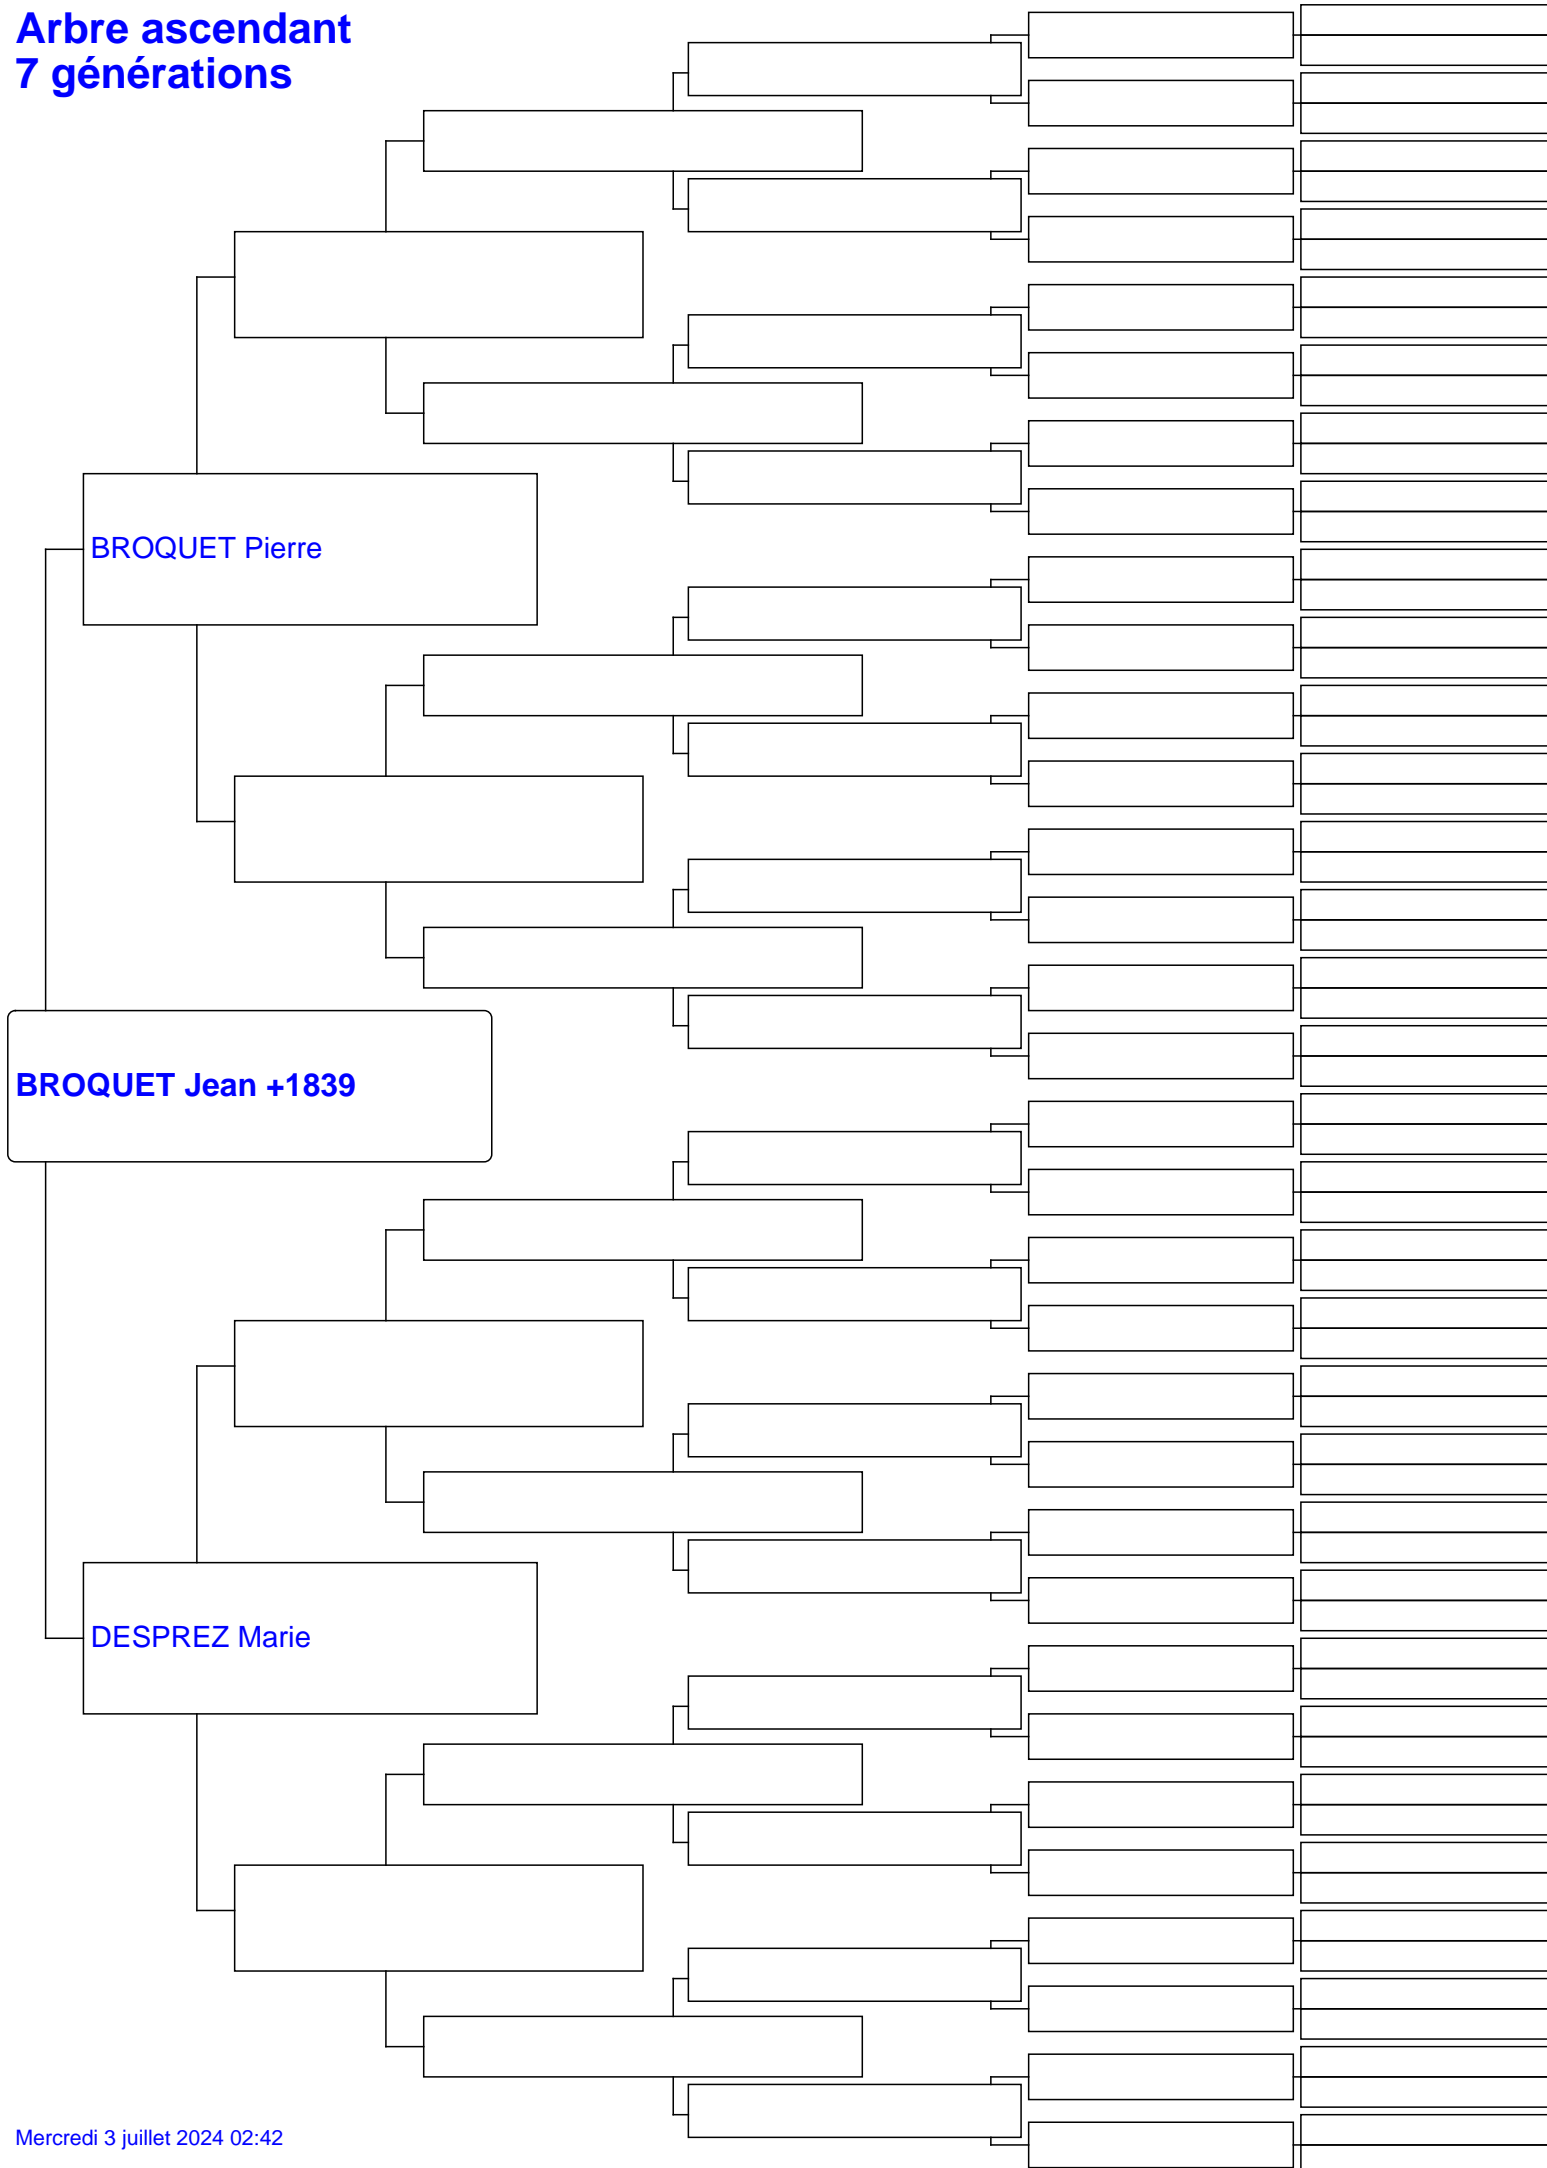 Arbre ascendant
7 générations
BROQUET Pierre
BROQUET Jean +1839
DESPREZ Marie
Mercredi 3 juillet 2024 02:42